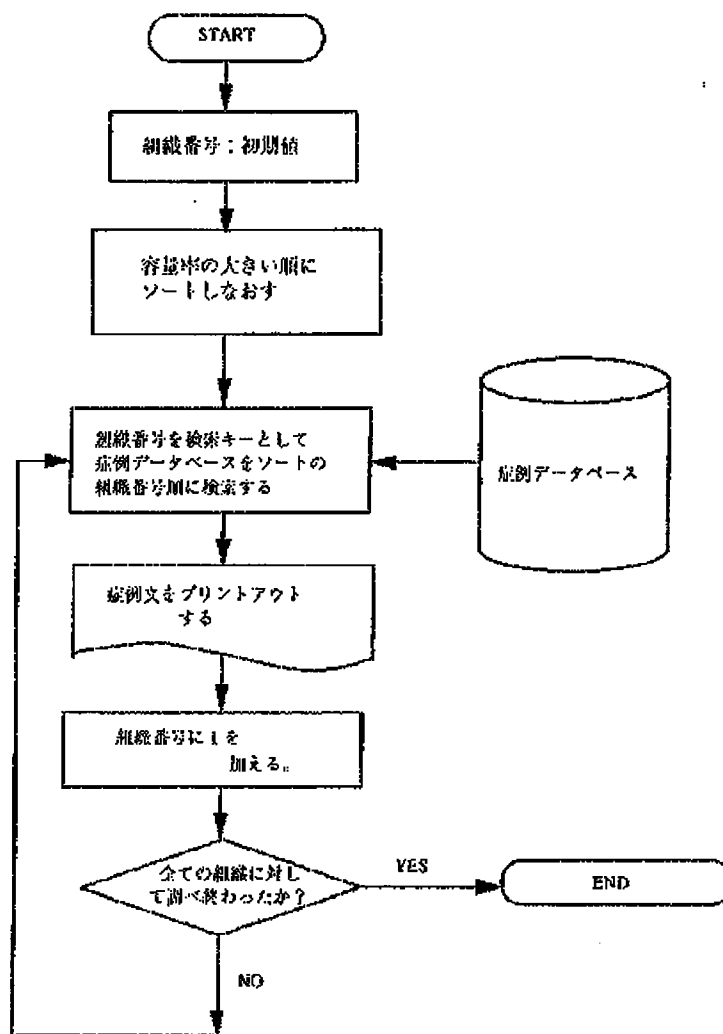 START
組織番号：初期値
容量率の大きい順に
ソートしなおす
組織番号を検索キーとして
症例データベースをソートの
組織番号順に検索する
症例データベース
症例文をプリントアウト
する
組織番号に1を
加える。
全ての組織に対し
て調べ終わったか？
YES
END
NO